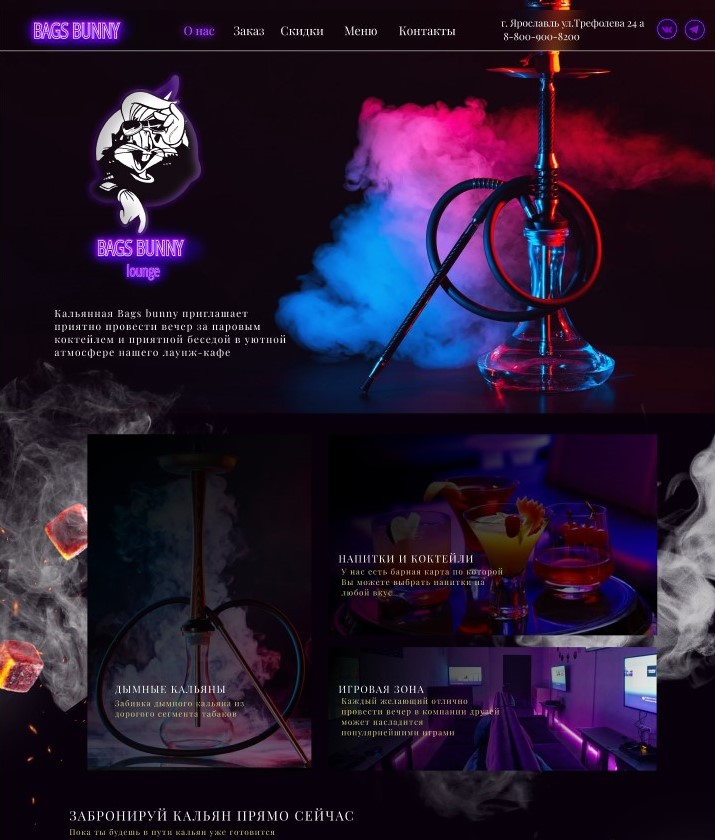 BAGS BUNNY
О нас Заказ Скидки Меню Контакты
г. Ярославль ул.Трефолева 24 а
8-800-900-8200
BAGS BUNNY
lounge
Кальянная Bags bunny приглашает
приятно провести вечер за паровым
коктейлем и приятной беседой в уютной
атмосфере нашего лаунж-кафе
НАПИТКИ И КОКТЕЙЛИ
У нас есть барная карта по которой
Вы можете выбрать напитки на
любой вкус
ДЫМНЫЕ КАЛЬЯНЫ
Забивка дымного кальяна из
дорогого сегмента табаков
ИГРОВАЯ ЗОНА
Каждый желающий отлично
провести вечер в компании друзей
может насладится
популярнейшими играми
ЗАБРОНИРУЙ КАЛЬЯН ПРЯМО СЕЙЧАС
Пока ты будешь в пути кальян уже готовится